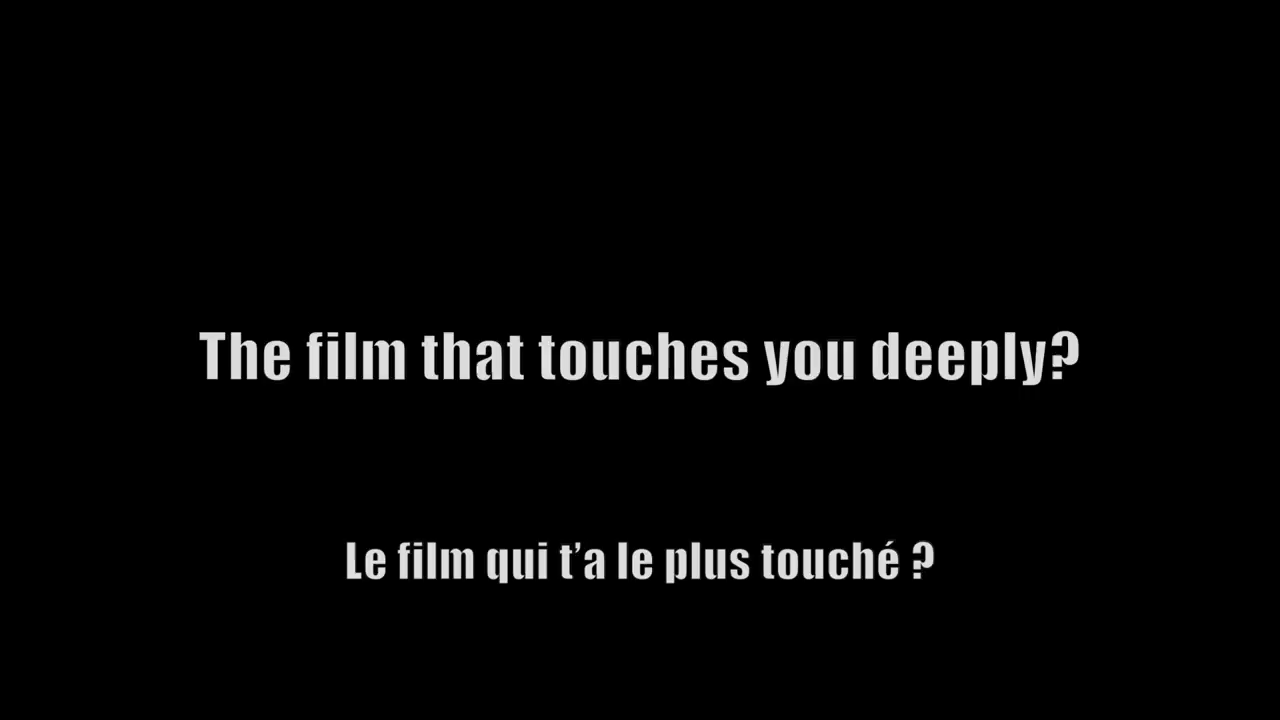 The film that touches you deeply?
Le film qui t’a le plus touché ?